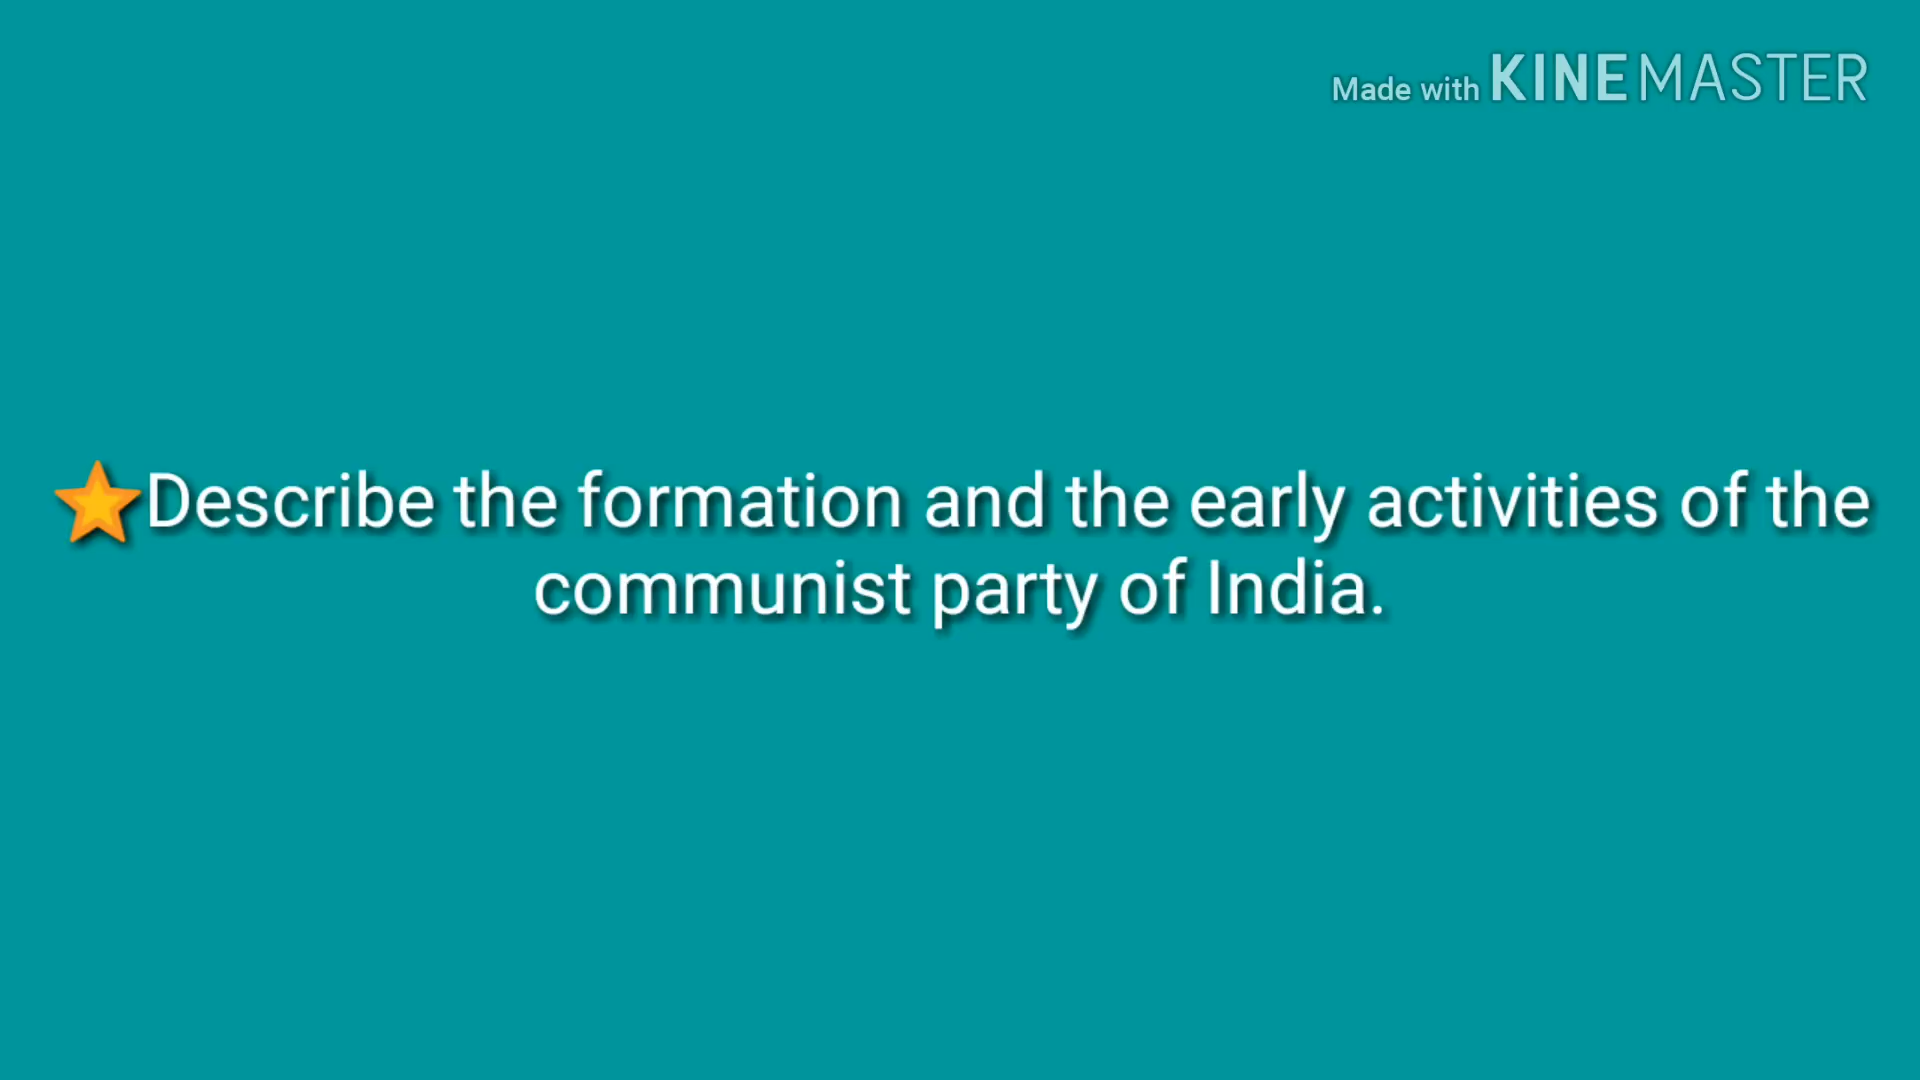 Made with KINEMASTER
⭐Describe the formation and the early activities of the
communist party of India.